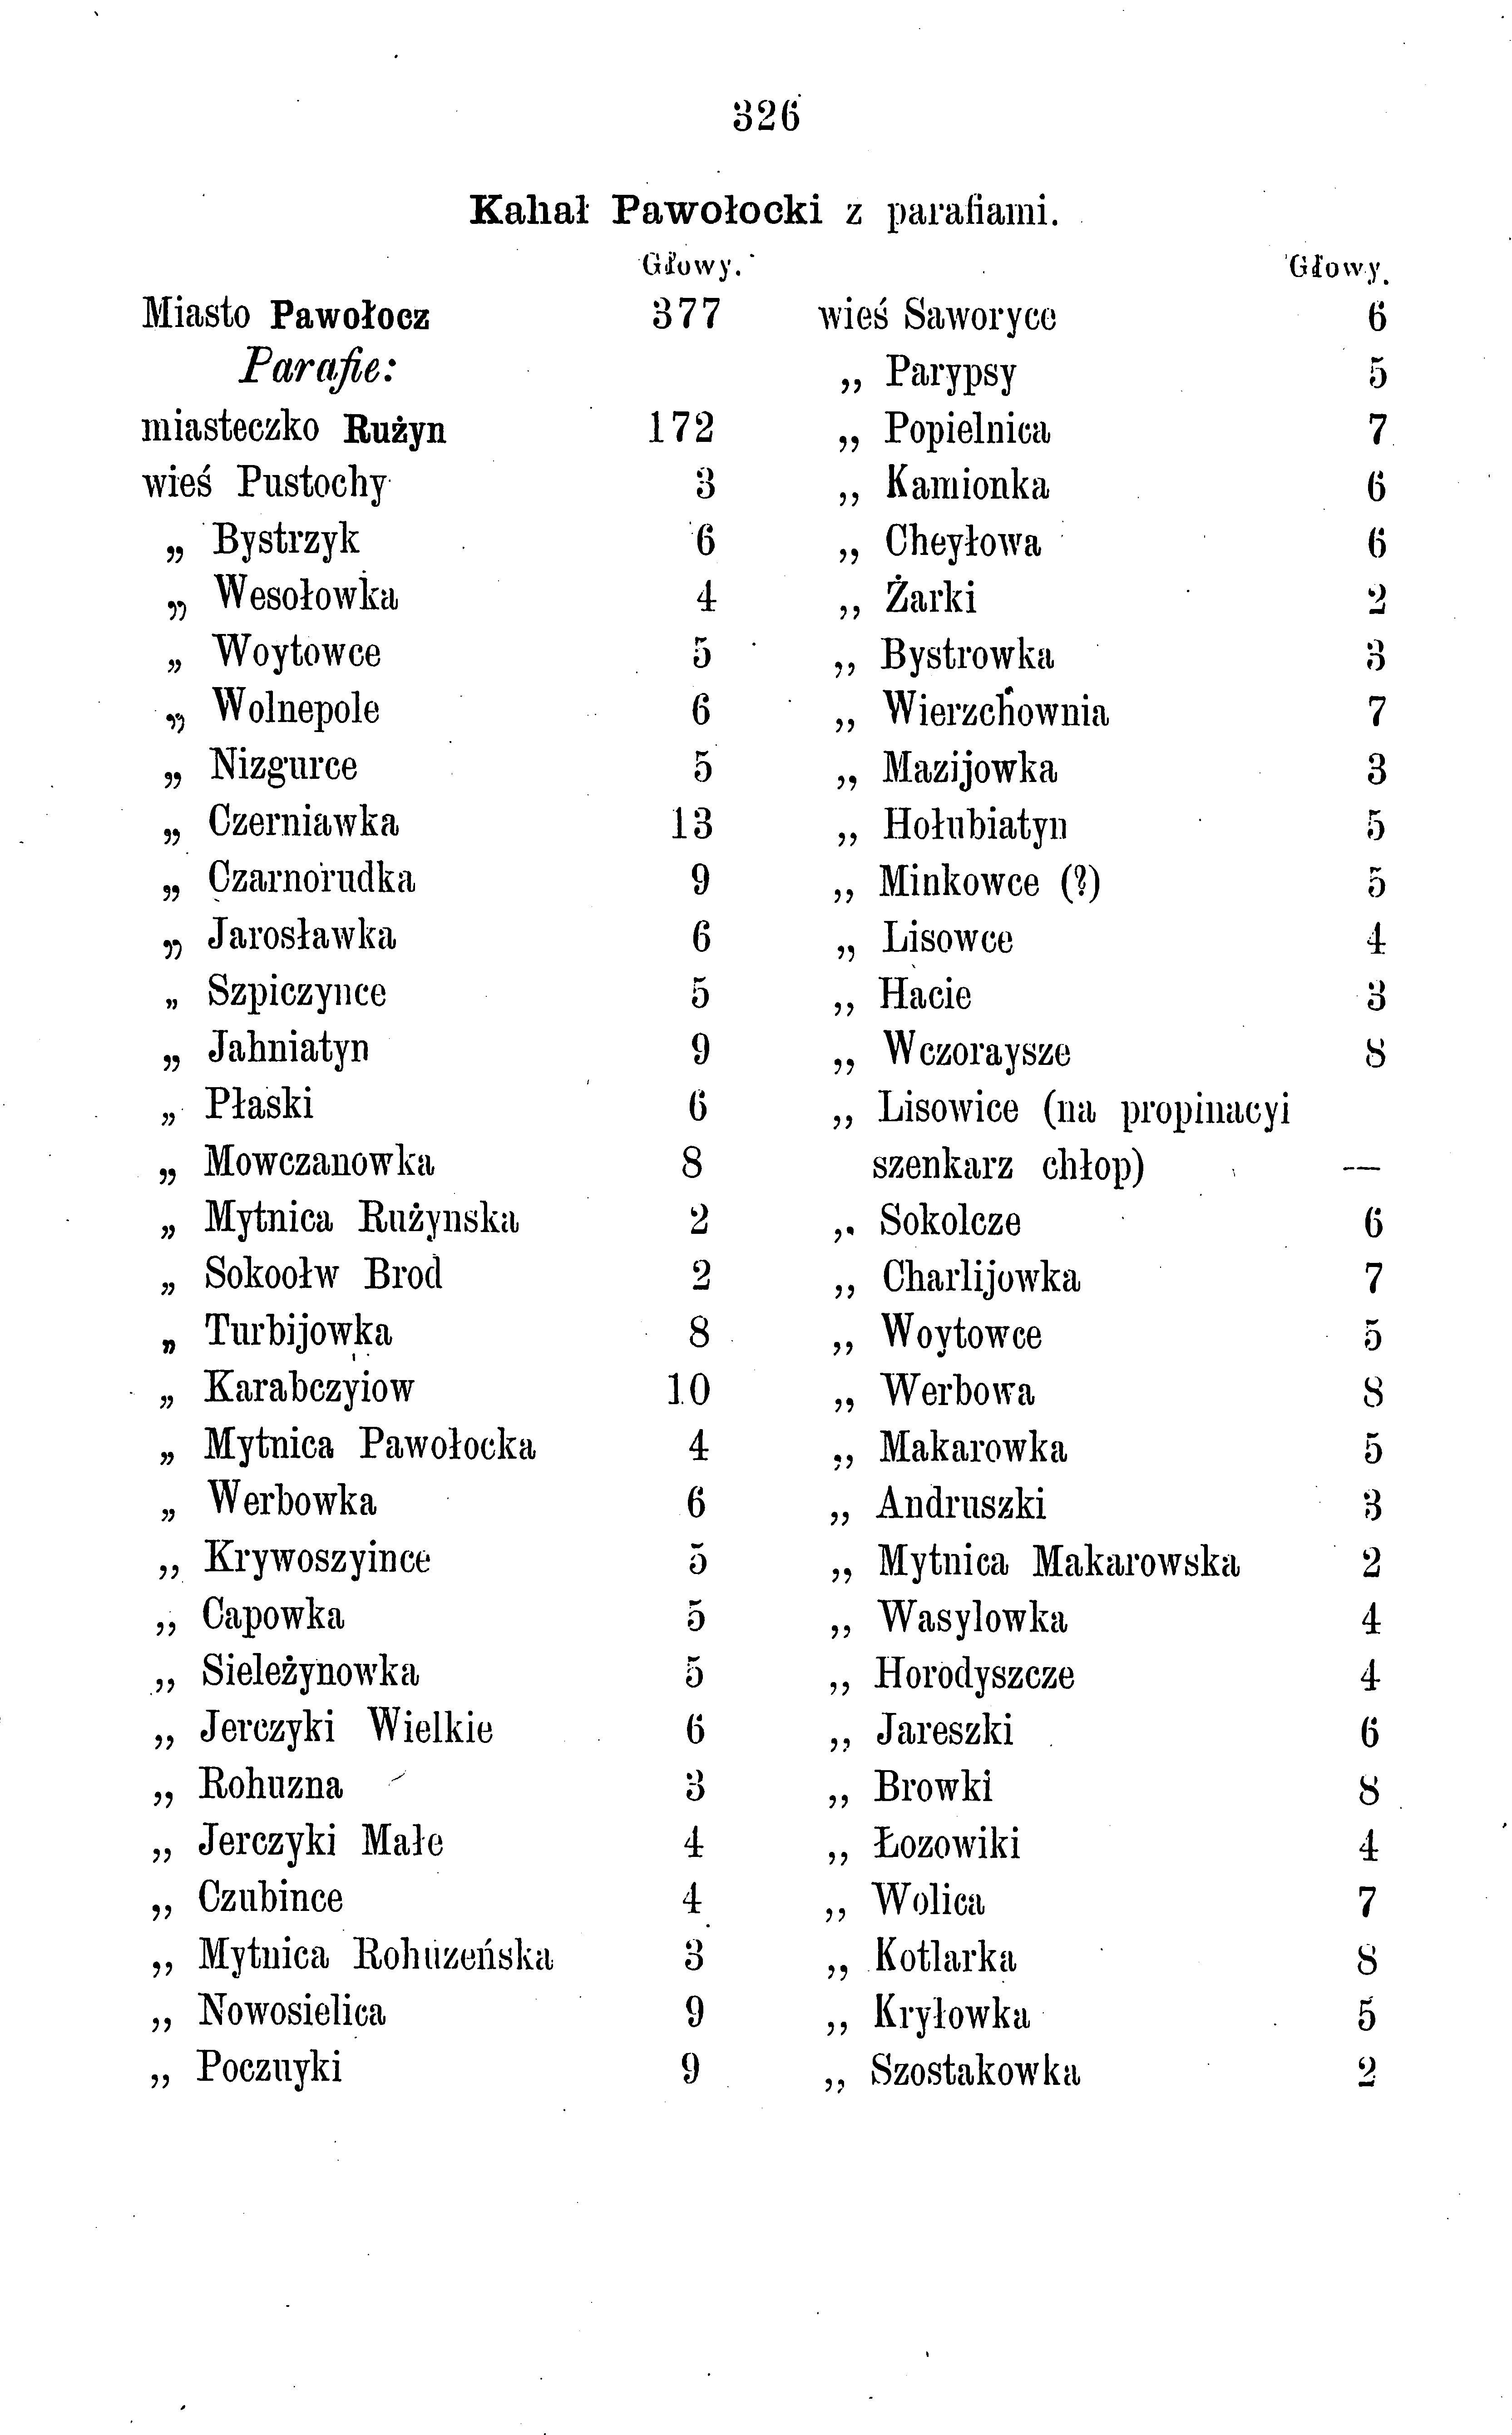 326
Kahał Pawołocki z parafiami.
Głowy.
Miasto Pawołocz 377
Parafie:
miasteczko Rużyn 172
wieś Pustochy 3
„ Bystrzyk 6
„ Wesołowka 4
„ Woytowce 5
„ Wolnepole 6
„ Nizgurce 5
„ Czerniawka 13
„ Czarnorudka 9
„ Jarosławka 6
„ Szpiczynce 5
„ Jahniatyn 9
„ Płaski 6
„ Mowczanowka 8
„ Mytnica Rużynska 2
„ Sokoołw Brod 2
„ Turbijowka 8
„ Karabczyiow 10
„ Mytnica Pawołocka 4
„ Werbowka 6
,, Krywoszyince 5
,, Capowka 5
,, Sieleżynowka 5
,, Jerczyki Wielkie 6
,, Rohuzna 3
,, Jerczyki Małe 4
,, Czubince 4
,, Mytnica Rohuzeńska 3
,, Nowosielica 9
,, Poczuyki 9
Głowy.
wieś Saworyce 6
,, Parypsy 5
,, Popielnica 7
,, Kamionka 6
,, Cheyłowa 6
,, Żarki 2
,, Bystrowka 3
,, Wierzchownia 7
,, Mazijowka 3
,, Hołubiatyn 5
,, Minkowce (?) 5
,, Lisowce 4
,, Hacie 3
,, Wczoraysze 8
,, Lisowice (na propinacyi
szenkarz chłop) —
,, Sokolcze 6
,, Charlijowka 7
,, Woytowce 5
,, Werbowa 8
,, Makarowka 5
,, Andruszki 3
,, Mytnica Makarowska 2
,, Wasylowka 4
,, Horodyszcze 4
,, Jareszki 6
,, Browki 8
,, Łozowiki 4
,, Wolica 7
,, Kotlarka 8
,, Kryłowka 5
,, Szostakowka 2